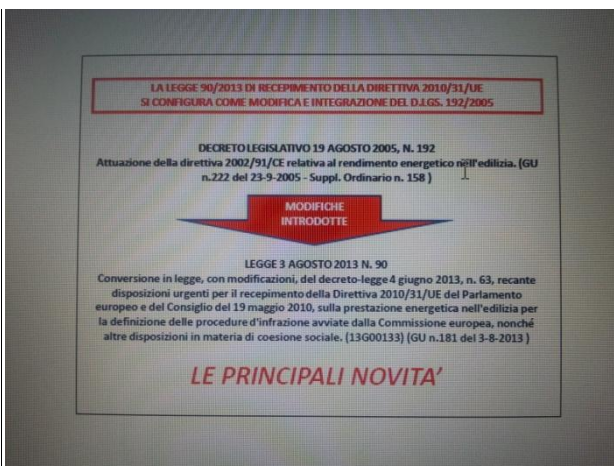 LA LEGGE 90/2013 DI RECEPIMENTO DELLA DIRETTIVA 2010/31/UE
SI CONFIGURA COME MODIFICA E INTEGRAZIONE DEL D.LGS. 192/2005
DECRETO LEGISLATIVO 19 AGOSTO 2005, N. 192
Attuazione della direttiva 2002/91/CE relativa al rendimento energetico nell'edilizia. (GU
n.222 del 23-9-2005 - Suppl. Ordinario n. 158 )
MODIFICHE
INTRODOTTE
LEGGE 3 AGOSTO 2013 N. 90
Conversione in legge, con modificazioni, del decreto-legge 4 giugno 2013, n. 63, recante
disposizioni urgenti per il recepimento della Direttiva 2010/31/UE del Parlamento
europeo e del Consiglio del 19 maggio 2010, sulla prestazione energetica nell'edilizia per
la definizione delle procedure d'infrazione avviate dalla Commissione europea, nonché
altre disposizioni in materia di coesione sociale. (13G00133) (GU n.181 del 3-8-2013 )
LE PRINCIPALI NOVITA'